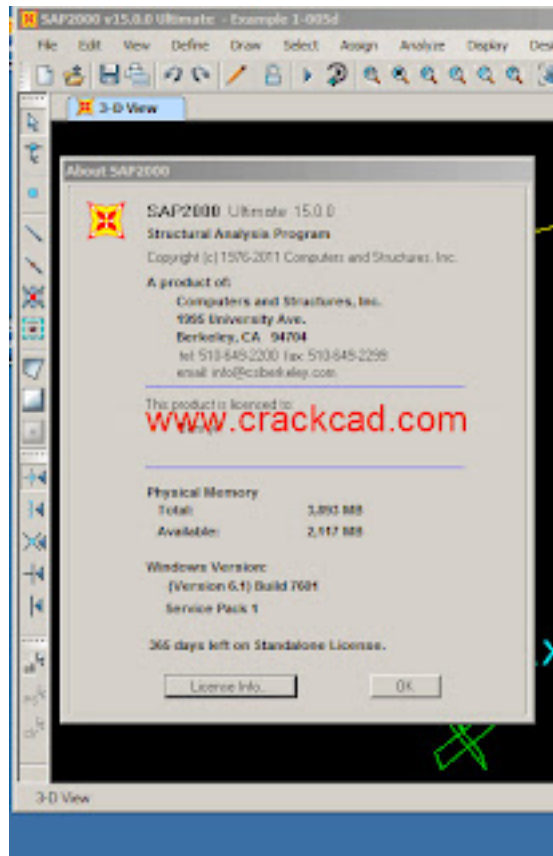 SAP2000 v15.0.0 Ultimate - Example 1-005d
File Edit View Define Draw Select Assign Analyze Display
3-D View
About SAP2000
SAP2000 Ultimate 15.0.0
Structural Analysis Program
Copyright (c) 1976-2011 Computers and Structures, Inc.
A product of:
Computers and Structures, Inc.
1995 University Ave.
Berkeley, CA 94704
tel: 510-649-2200 fax: 510-649-2299
email: info@csiberkeley.com
This product is licensed to:
www.crackcad.com
Physical Memory
Total: 3,893 MB
Available: 2,117 MB
Windows Version:
(Version 6.1) Build 7601
Service Pack 1
365 days left on Standalone License.
License Info... OK
X
3-D View